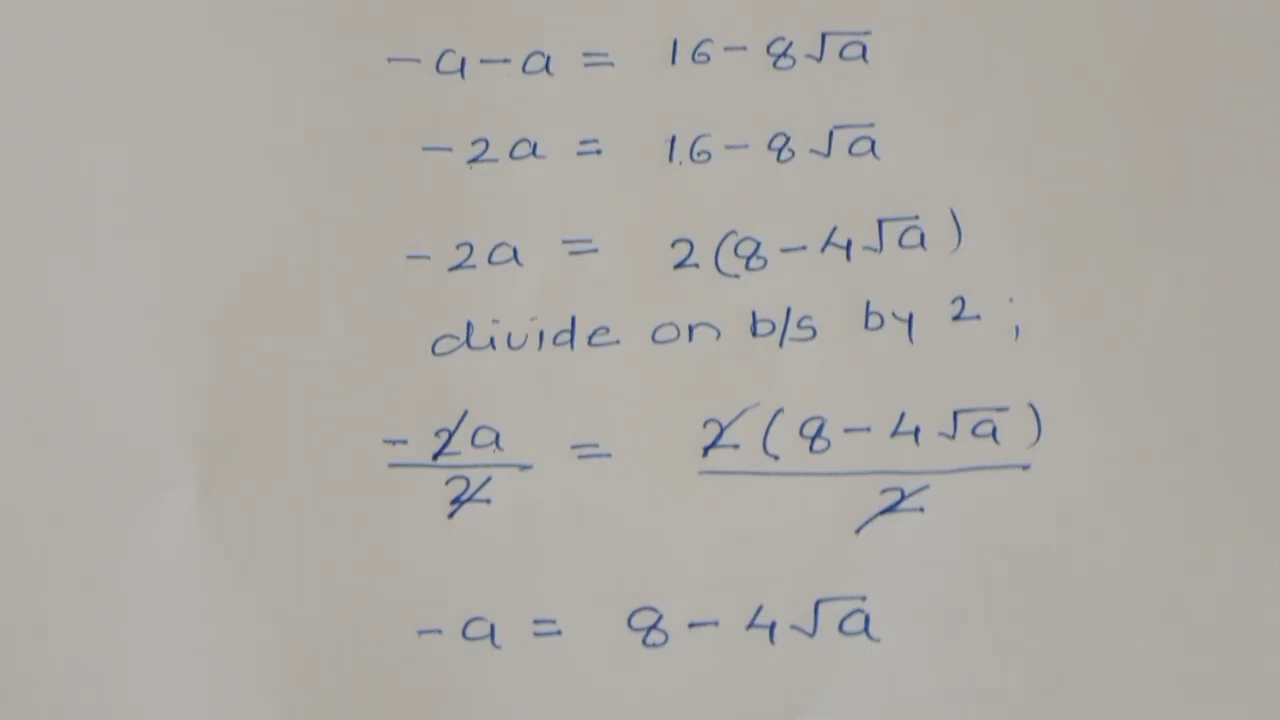 -a-a = 16-8√a
-2a = 16-8√a
-2a = 2(8-4√a)
divide on b/s by 2;
-2a/2 = 2(8-4√a)/2
-a = 8-4√a